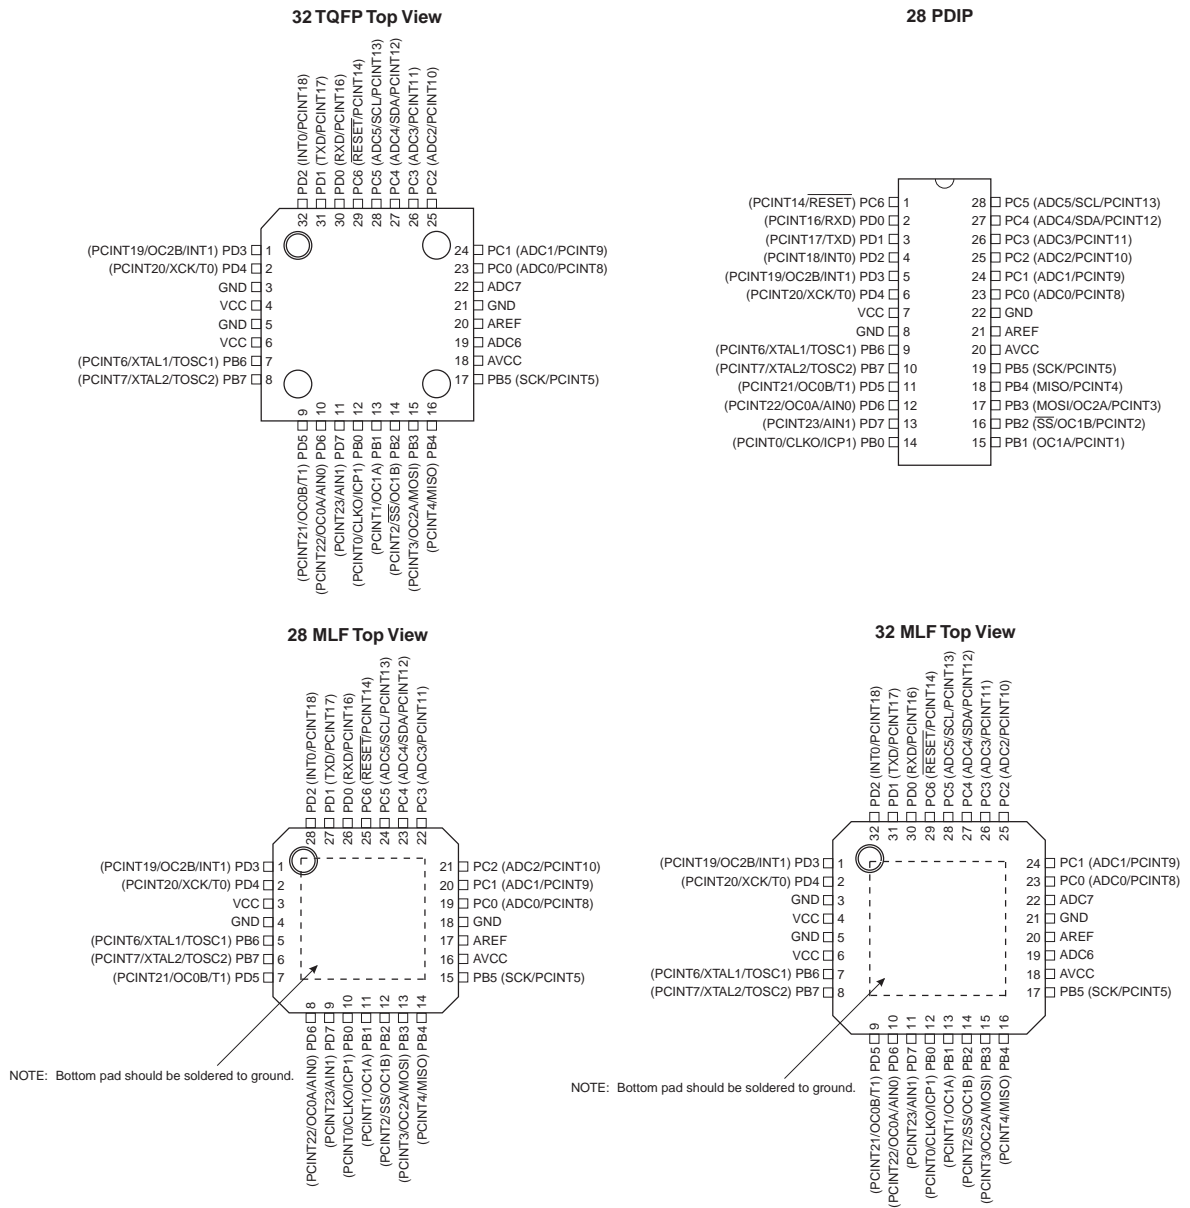 32 TQFP Top View
PD2 (INT0/PCINT18)
PD1 (TXD/PCINT17)
PD0 (RXD/PCINT16)
PC6 (RESET/PCINT14)
PC5 (ADC5/SCL/PCINT13)
PC4 (ADC4/SDA/PCINT12)
PC3 (ADC3/PCINT11)
PC2 (ADC2/PCINT10)
32 31 30 29 28 27 26 25
(PCINT19/OC2B/INT1) PD3 1
(PCINT20/XCK/T0) PD4 2
GND 3
VCC 4
GND 5
VCC 6
(PCINT6/XTAL1/TOSC1) PB6 7
(PCINT7/XTAL2/TOSC2) PB7 8
24 PC1 (ADC1/PCINT9)
23 PC0 (ADC0/PCINT8)
22 ADC7
21 GND
20 AREF
19 ADC6
18 AVCC
17 PB5 (SCK/PCINT5)
9 10 11 12 13 14 15 16
(PCINT21/OC0B/T1) PD5
(PCINT22/OC0A/AIN0) PD6
(PCINT23/AIN1) PD7
(PCINT0/CLKO/ICP1) PB0
(PCINT1/OC1A) PB1
(PCINT2/SS/OC1B) PB2
(PCINT3/OC2A/MOSI) PB3
(PCINT4/MISO) PB4
28 PDIP
(PCINT14/RESET) PC6 1
(PCINT16/RXD) PD0 2
(PCINT17/TXD) PD1 3
(PCINT18/INT0) PD2 4
(PCINT19/OC2B/INT1) PD3 5
(PCINT20/XCK/T0) PD4 6
VCC 7
GND 8
(PCINT6/XTAL1/TOSC1) PB6 9
(PCINT7/XTAL2/TOSC2) PB7 10
(PCINT21/OC0B/T1) PD5 11
(PCINT22/OC0A/AIN0) PD6 12
(PCINT23/AIN1) PD7 13
(PCINT0/CLKO/ICP1) PB0 14
28 PC5 (ADC5/SCL/PCINT13)
27 PC4 (ADC4/SDA/PCINT12)
26 PC3 (ADC3/PCINT11)
25 PC2 (ADC2/PCINT10)
24 PC1 (ADC1/PCINT9)
23 PC0 (ADC0/PCINT8)
22 GND
21 AREF
20 AVCC
19 PB5 (SCK/PCINT5)
18 PB4 (MISO/PCINT4)
17 PB3 (MOSI/OC2A/PCINT3)
16 PB2 (SS/OC1B/PCINT2)
15 PB1 (OC1A/PCINT1)
28 MLF Top View
PD2 (INT0/PCINT18)
PD1 (TXD/PCINT17)
PD0 (RXD/PCINT16)
PC6 (RESET/PCINT14)
PC5 (ADC5/SCL/PCINT13)
PC4 (ADC4/SDA/PCINT12)
PC3 (ADC3/PCINT11)
28 27 26 25 24 23 22
(PCINT19/OC2B/INT1) PD3 1
(PCINT20/XCK/T0) PD4 2
VCC 3
GND 4
(PCINT6/XTAL1/TOSC1) PB6 5
(PCINT7/XTAL2/TOSC2) PB7 6
(PCINT21/OC0B/T1) PD5 7
21 PC2 (ADC2/PCINT10)
20 PC1 (ADC1/PCINT9)
19 PC0 (ADC0/PCINT8)
18 GND
17 AREF
16 AVCC
15 PB5 (SCK/PCINT5)
8 9 10 11 12 13 14
(PCINT22/OC0A/AIN0) PD6
(PCINT23/AIN1) PD7
(PCINT0/CLKO/ICP1) PB0
(PCINT1/OC1A) PB1
(PCINT2/SS/OC1B) PB2
(PCINT3/OC2A/MOSI) PB3
(PCINT4/MISO) PB4
NOTE: Bottom pad should be soldered to ground.
32 MLF Top View
PD2 (INT0/PCINT18)
PD1 (TXD/PCINT17)
PD0 (RXD/PCINT16)
PC6 (RESET/PCINT14)
PC5 (ADC5/SCL/PCINT13)
PC4 (ADC4/SDA/PCINT12)
PC3 (ADC3/PCINT11)
PC2 (ADC2/PCINT10)
32 31 30 29 28 27 26 25
(PCINT19/OC2B/INT1) PD3 1
(PCINT20/XCK/T0) PD4 2
GND 3
VCC 4
GND 5
VCC 6
(PCINT6/XTAL1/TOSC1) PB6 7
(PCINT7/XTAL2/TOSC2) PB7 8
24 PC1 (ADC1/PCINT9)
23 PC0 (ADC0/PCINT8)
22 ADC7
21 GND
20 AREF
19 ADC6
18 AVCC
17 PB5 (SCK/PCINT5)
9 10 11 12 13 14 15 16
(PCINT21/OC0B/T1) PD5
(PCINT22/OC0A/AIN0) PD6
(PCINT23/AIN1) PD7
(PCINT0/CLKO/ICP1) PB0
(PCINT1/OC1A) PB1
(PCINT2/SS/OC1B) PB2
(PCINT3/OC2A/MOSI) PB3
(PCINT4/MISO) PB4
NOTE: Bottom pad should be soldered to ground.